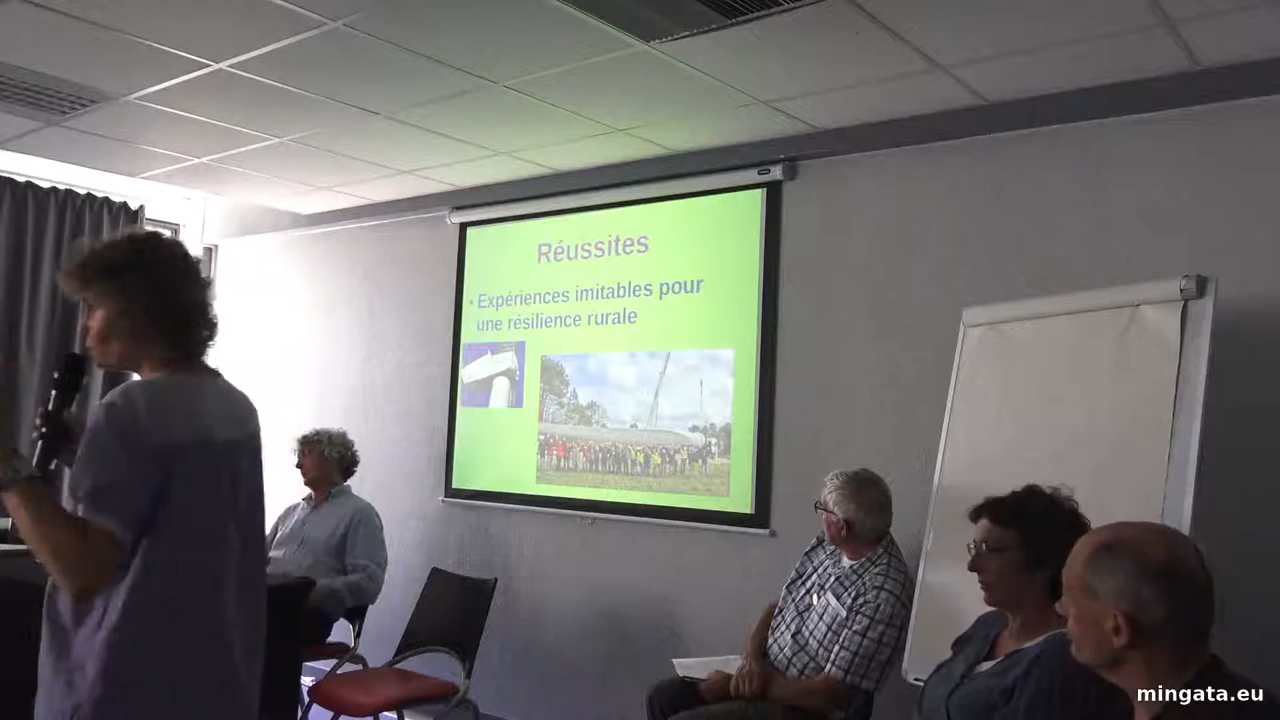 Réussites
• Expériences imitables pour
une résilience rurale
mingata.eu